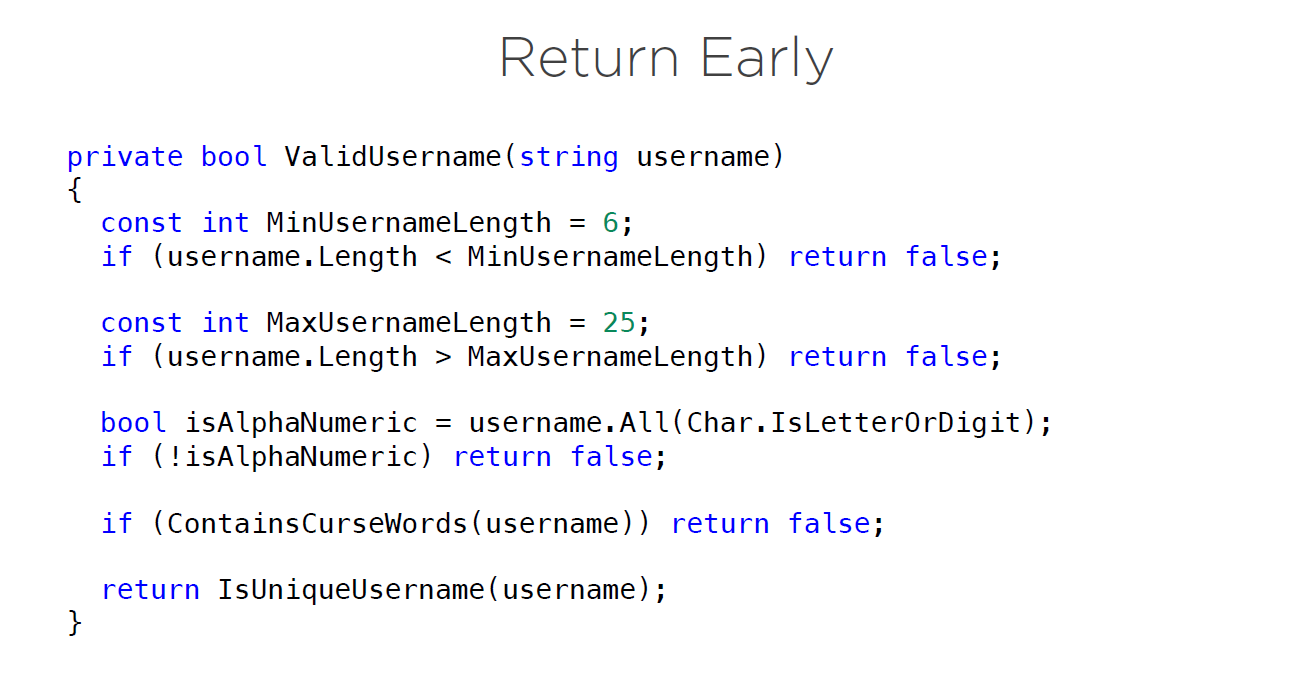 Return Early
private bool ValidUsername(string username)
{
const int MinUsernameLength = 6;
if (username.Length < MinUsernameLength) return false;
const int MaxUsernameLength = 25;
if (username.Length > MaxUsernameLength) return false;
bool isAlphaNumeric = username.All(Char.IsLetterOrDigit);
if (!isAlphaNumeric) return false;
if (ContainsCurseWords(username)) return false;
return IsUniqueUsername(username);
}